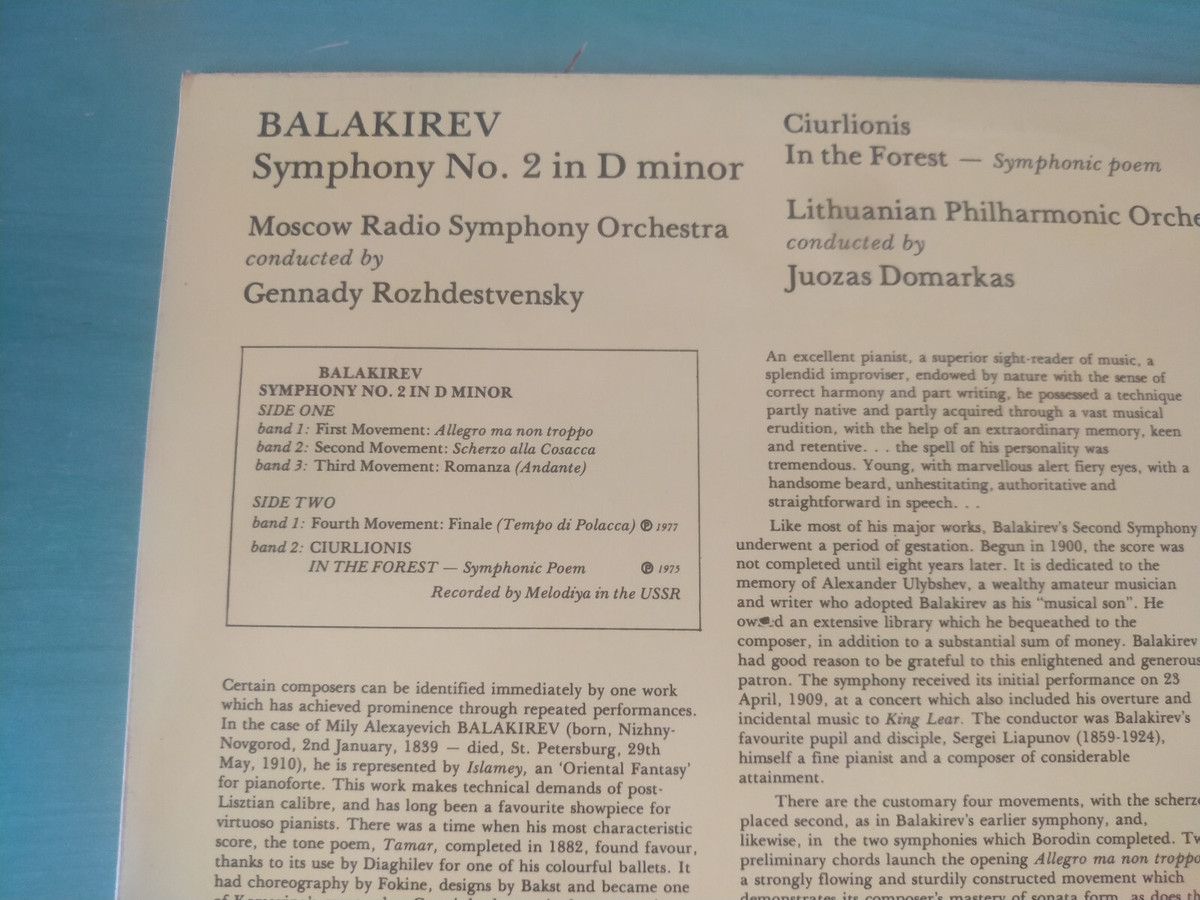 BALAKIREV
Symphony No. 2 in D minor
Moscow Radio Symphony Orchestra
conducted by
Gennady Rozhdestvensky
Ciurlionis
In the Forest — Symphonic poem
Lithuanian Philharmonic Orche
conducted by
Juozas Domarkas
BALAKIREV
SYMPHONY NO. 2 IN D MINOR
SIDE ONE
band 1: First Movement: Allegro ma non troppo
band 2: Second Movement: Scherzo alla Cosacca
band 3: Third Movement: Romanza (Andante)
SIDE TWO
band 1: Fourth Movement: Finale (Tempo di Polacca) ℗ 1977
band 2: CIURLIONIS
IN THE FOREST — Symphonic Poem ℗ 1975
Recorded by Melodiya in the USSR
Certain composers can be identified immediately by one work
which has achieved prominence through repeated performances.
In the case of Mily Alexayevich BALAKIREV (born, Nizhny-
Novgorod, 2nd January, 1839 — died, St. Petersburg, 29th
May, 1910), he is represented by Islamey, an ‘Oriental Fantasy’
for pianoforte. This work makes technical demands of post-
Lisztian calibre, and has long been a favourite showpiece for
virtuoso pianists. There was a time when his most characteristic
score, the tone poem, Tamar, completed in 1882, found favour,
thanks to its use by Diaghilev for one of his colourful ballets. It
had choreography by Fokine, designs by Bakst and became one
An excellent pianist, a superior sight-reader of music, a
splendid improviser, endowed by nature with the sense of
correct harmony and part writing, he possessed a technique
partly native and partly acquired through a vast musical
erudition, with the help of an extraordinary memory, keen
and retentive. . . the spell of his personality was
tremendous. Young, with marvellous alert fiery eyes, with a
handsome beard, unhesitating, authoritative and
straightforward in speech. . .
Like most of his major works, Balakirev's Second Symphony
underwent a period of gestation. Begun in 1900, the score was
not completed until eight years later. It is dedicated to the
memory of Alexander Ulybshev, a wealthy amateur musician
and writer who adopted Balakirev as his “musical son”. He
an extensive library which he bequeathed to the
composer, in addition to a substantial sum of money. Balakirev
had good reason to be grateful to this enlightened and generous
patron. The symphony received its initial performance on 23
April, 1909, at a concert which also included his overture and
incidental music to King Lear. The conductor was Balakirev's
favourite pupil and disciple, Sergei Liapunov (1859-1924),
himself a fine pianist and a composer of considerable
attainment.
There are the customary four movements, with the scherzo
placed second, as in Balakirev's earlier symphony, and,
likewise, in the two symphonies which Borodin completed. Tw
preliminary chords launch the opening Allegro ma non troppo
a strongly flowing and sturdily constructed movement which
demonstrates its composer's mastery of sonata form, as does th